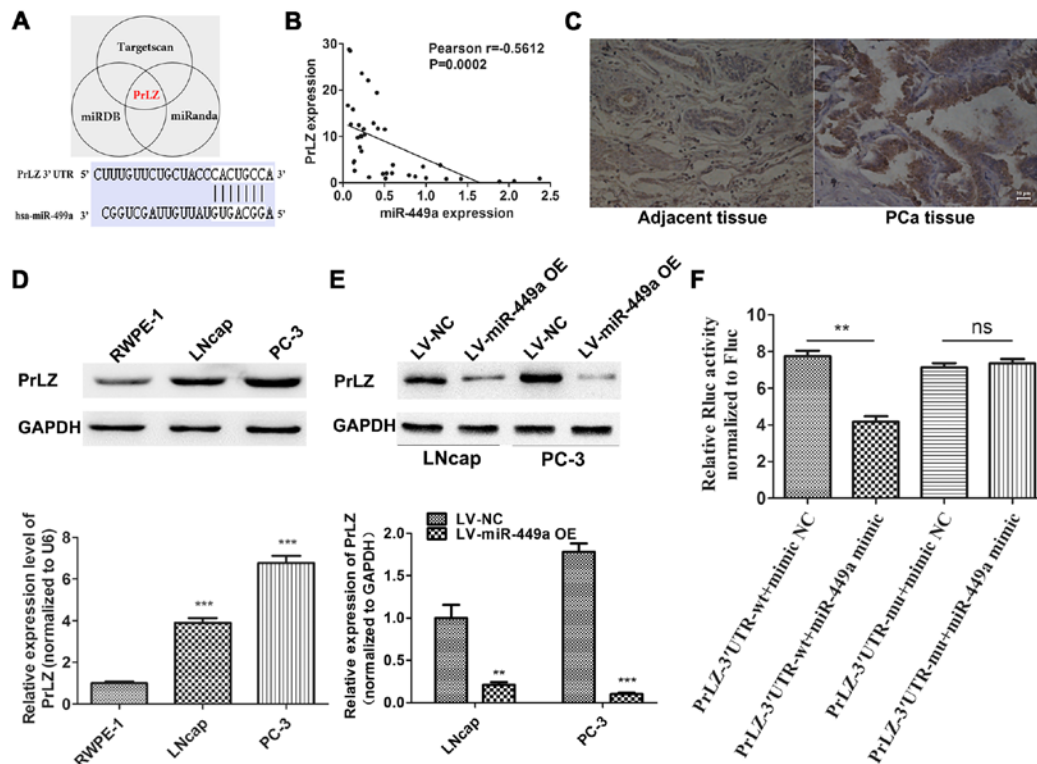 A
Targetscan
PrLZ
miRDB
miRanda
PrLZ 3' UTR 5' CUUUGUUCUGCUACCCACUGCCA 3'
hsa-miR-499a 3' CGGUCGAUUGUUAUGUGACGGA 5'
B
Pearson r=-0.5612
P=0.0002
PrLZ expression
30
20
10
0
0.0 0.5 1.0 1.5 2.0 2.5
miR-449a expression
C
Adjacent tissue
PCa tissue
D
RWPE-1 LNcap PC-3
PrLZ
GAPDH
Relative expression level of
PrLZ (normalized to U6)
8
6
4
2
0
***
***
RWPE-1 LNcap PC-3
E
LV-NC LV-miR-449a OE LV-NC LV-miR-449a OE
PrLZ
GAPDH
LNcap PC-3
Relative expression of PrLZ
(normalized to GAPDH)
LV-NC
LV-miR-449a OE
2.0
1.5
1.0
0.5
0.0
**
***
LNcap PC-3
F
Relative Rluc activity
normalized to Fluc
10
8
6
4
2
0
**
ns
PrLZ-3'UTR-wt+mimic NC
PrLZ-3'UTR-wt+miR-449a mimic
PrLZ-3'UTR-mu+mimic NC
PrLZ-3'UTR-mu+miR-449a mimic